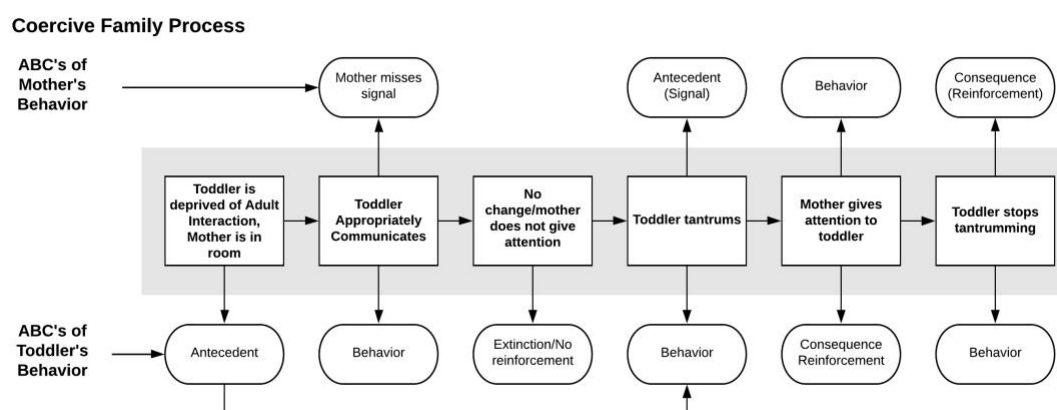 Coercive Family Process
ABC's of
Mother's
Behavior
Mother misses
signal
Antecedent
(Signal)
Behavior
Consequence
(Reinforcement)
Toddler is
deprived of Adult
Interaction,
Mother is in
room
Toddler
Appropriately
Communicates
No
change/mother
does not give
attention
Toddler tantrums
Mother gives
attention to
toddler
Toddler stops
tantrumming
ABC's of
Toddler's
Behavior
Antecedent
Behavior
Extinction/No
reinforcement
Behavior
Consequence
Reinforcement
Behavior